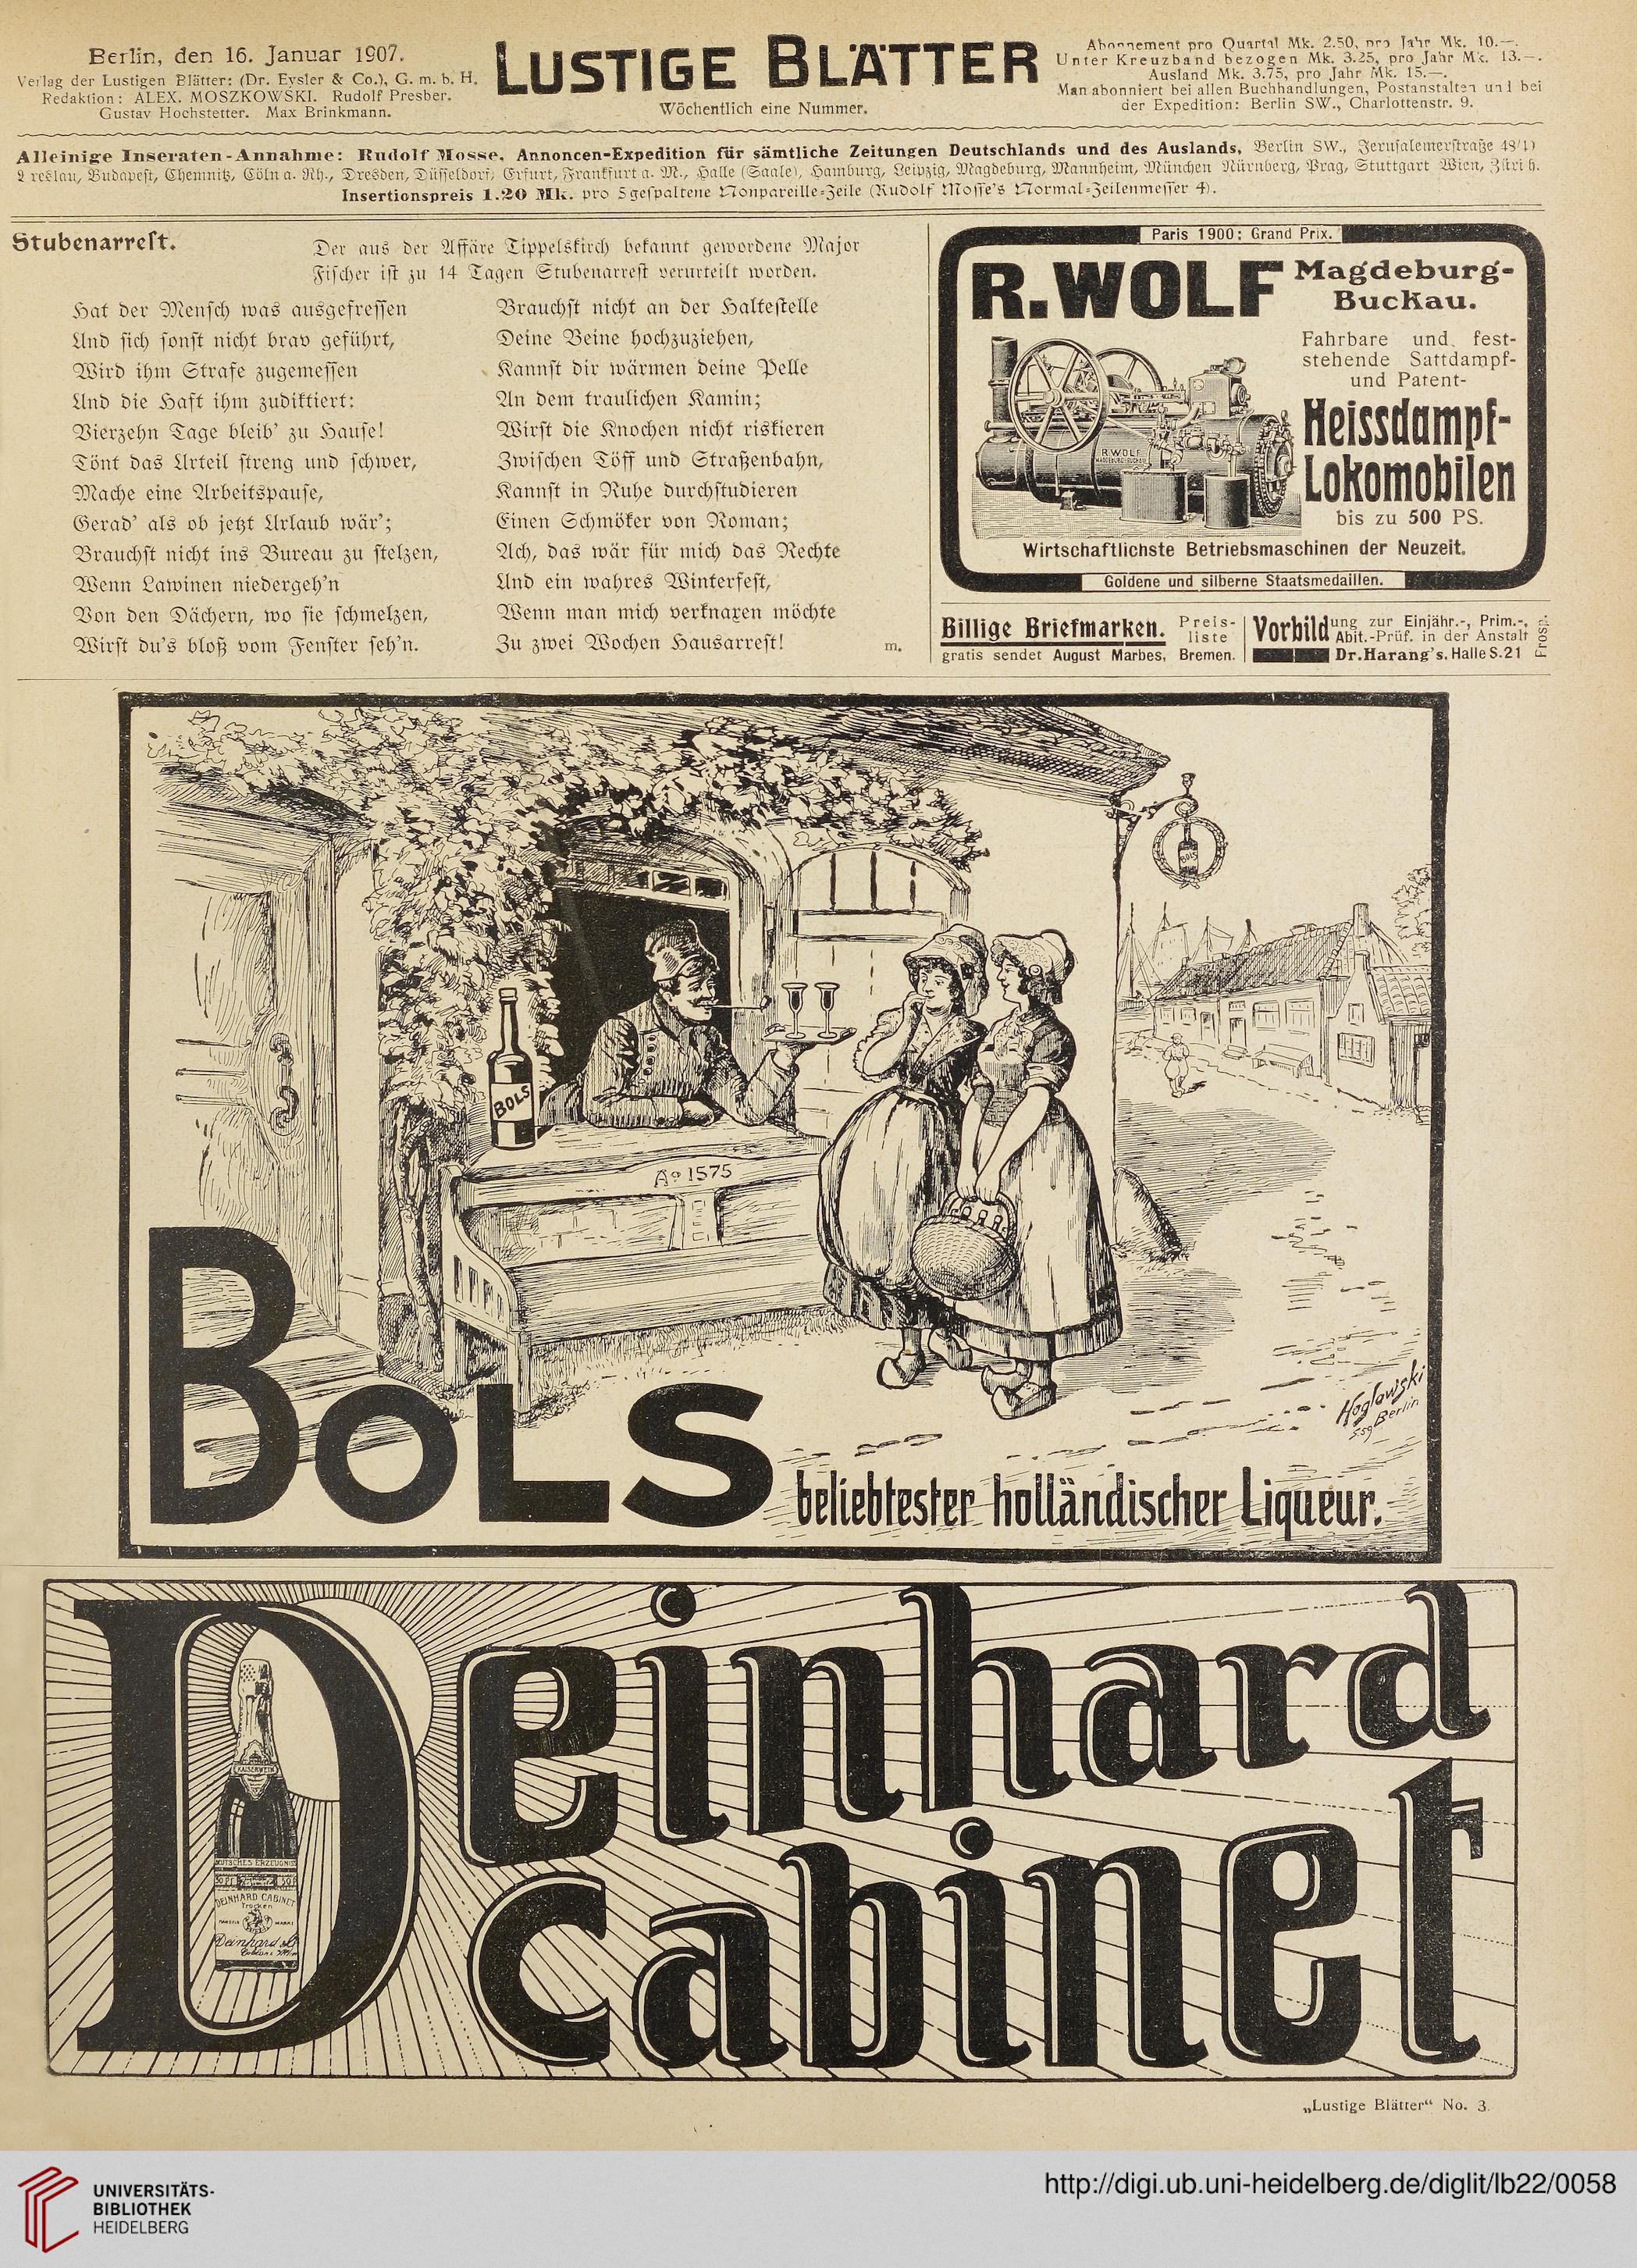 Berlin, den 16. Januar 1907.
Verlag der Lustigen Blätter: (Dr. Eysler & Co.), G. m. b. H.
Redaktion: ALEX. MOSZKOWSKI. Rudolf Presber.
Gustav Hochstetter. Max Brinkmann.
LUSTIGE BLÄTTER
Wöchentlich eine Nummer.
Abonnement pro Quartal Mk. 2.50, pro Jahr Mk. 10.—.
Unter Kreuzband bezogen Mk. 3.25, pro Jahr Mk. 13.—.
Ausland Mk. 3.75, pro Jahr Mk. 15.—.
Man abonniert bei allen Buchhandlungen, Postanstalten und bei
der Expedition: Berlin SW., Charlottenstr. 9.
Alleinige Inseraten-Annahme: Rudolf Mosse, Annoncen-Expedition für sämtliche Zeitungen Deutschlands und des Auslands, Berlin SW., Jerusalemerstraße 48/49
Breslau, Budapest, Chemnitz, Cöln a. Rh., Dresden, Düsseldorf, Erfurt, Frankfurt a. M., Halle (Saale), Hamburg, Leipzig, Magdeburg, Mannheim, München Nürnberg, Prag, Stuttgart Wien, Zürich.
Insertionspreis 1.20 Mk. pro 5gespaltene Nonpareille-Zeile (Rudolf Mosse's Normal-Zeilenmesser 4).
Stubenarrest.
Der aus der Affäre Tippelskirch bekannt gewordene Major
Fischer ist zu 14 Tagen Stubenarrest verurteilt worden.
Hat der Mensch was ausgefressen
Und sich sonst nicht brav geführt,
Wird ihm Strafe zugemessen
Und die Haft ihm zudiktiert:
Vierzehn Tage bleib' zu Hause!
Tönt das Urteil streng und schwer,
Mache eine Arbeitspause,
Gerad' als ob jetzt Urlaub wär';
Brauchst nicht ins Bureau zu stelzen,
Wenn Lawinen niedergeh'n
Von den Dächern, wo sie schmelzen,
Wirst du's bloß vom Fenster seh'n.
Brauchst nicht an der Haltestelle
Deine Beine hochzuziehen,
Kannst dir wärmen deine Pelle
An dem traulichen Kamin;
Wirst die Knochen nicht riskieren
Zwischen Töff und Straßenbahn,
Kannst in Ruhe durchstudieren
Einen Schmöker von Roman;
Ach, das wär für mich das Rechte
Und ein wahres Winterfest,
Wenn man mich verknaxen möchte
Zu zwei Wochen Hausarrest!
m.
Paris 1900: Grand Prix.
R. WOLF
Magdeburg-
Buckau.
Fahrbare und fest-
stehende Sattdampf-
und Patent-
Heissdampf-
Lokomobilen
bis zu 500 PS.
R. WOLF
MAGDEBURG-BUCKAU
Wirtschaftlichste Betriebsmaschinen der Neuzeit.
Goldene und silberne Staatsmedaillen.
Billige Briefmarken. Preis-
liste
gratis sendet August Marbes, Bremen.
Vorbildung zur Einjähr.-, Prim.-,
Abit.-Prüf. in der Anstalt
Dr. Harang's, Halle S. 21
Prosp.
BOLS
BOLS
Aº 1575
Hoglawski
Berlin
BOLS
beliebtester holländischer Liqueur.
Deinhard
cabinet
KAISERWEIN
DEUTSCHES ERZEUGNIS
DEINHARD CABINET
Trocken
Deinhard & Co
„Lustige Blätter“ No. 3.
UNIVERSITÄTS-
BIBLIOTHEK
HEIDELBERG
http://digi.ub.uni-heidelberg.de/diglit/lb22/0058